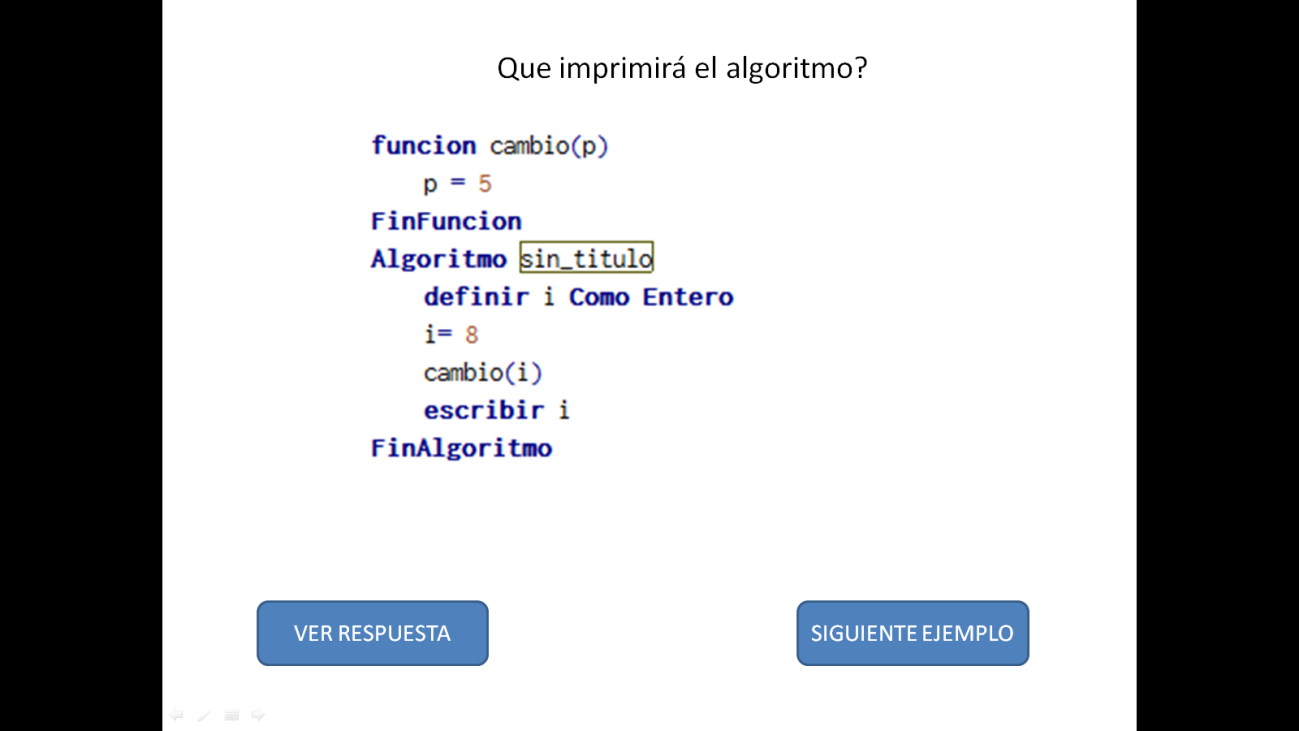 Que imprimirá el algoritmo?
funcion cambio(p)
p = 5
FinFuncion
Algoritmo sin_titulo
definir i Como Entero
i= 8
cambio(i)
escribir i
FinAlgoritmo
VER RESPUESTA
SIGUIENTE EJEMPLO